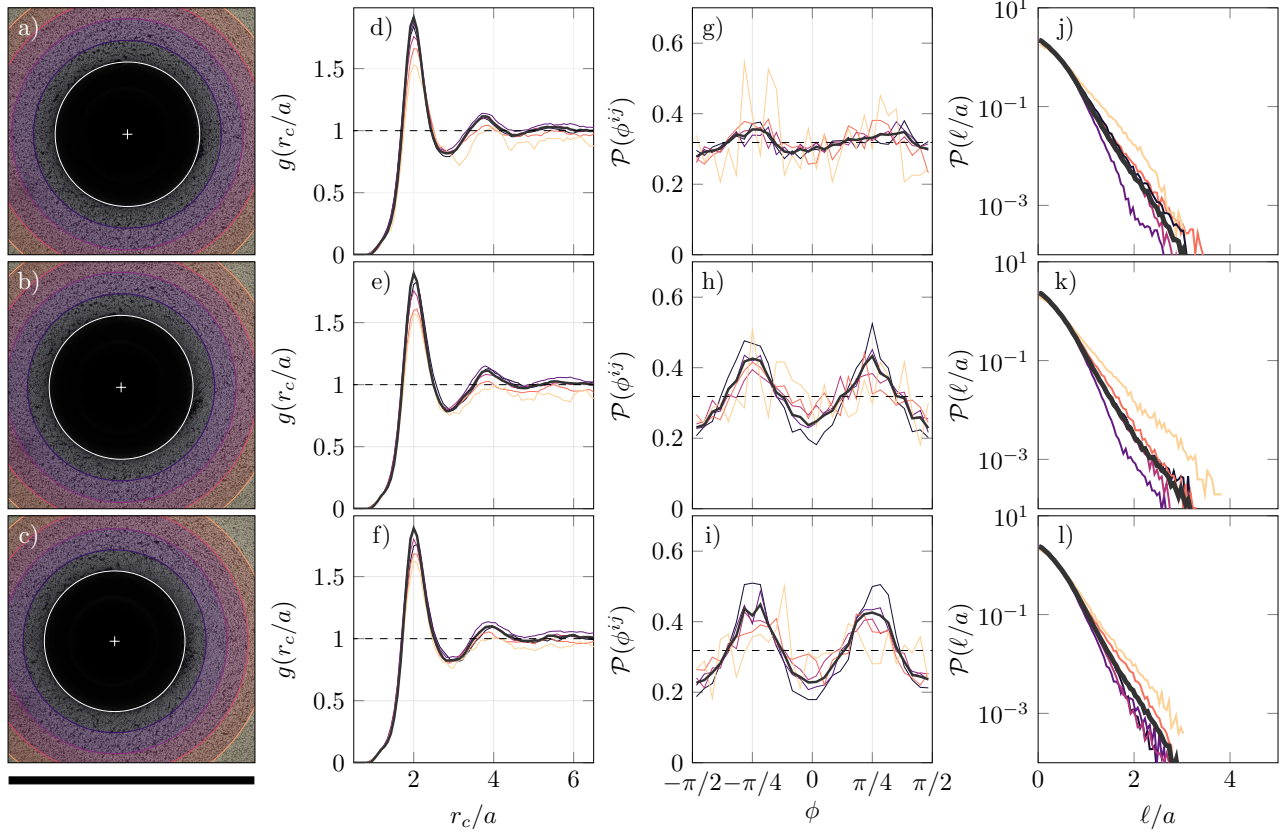 a)
d)
g)
j)
1.5
1
0.5
0
g(r_c/a)
0.6
0.4
0.2
0
P(ϕ^{ij})
10^1
10^{-1}
10^{-3}
P(ℓ/a)
b)
e)
h)
k)
1.5
1
0.5
0
g(r_c/a)
0.6
0.4
0.2
0
P(ϕ^{ij})
10^1
10^{-1}
10^{-3}
P(ℓ/a)
c)
f)
i)
l)
1.5
1
0.5
0
g(r_c/a)
0.6
0.4
0.2
0
P(ϕ^{ij})
10^1
10^{-1}
10^{-3}
P(ℓ/a)
2 4 6
−π/2 −π/4 0 π/4 π/2
0 2 4
r_c/a
ϕ
ℓ/a